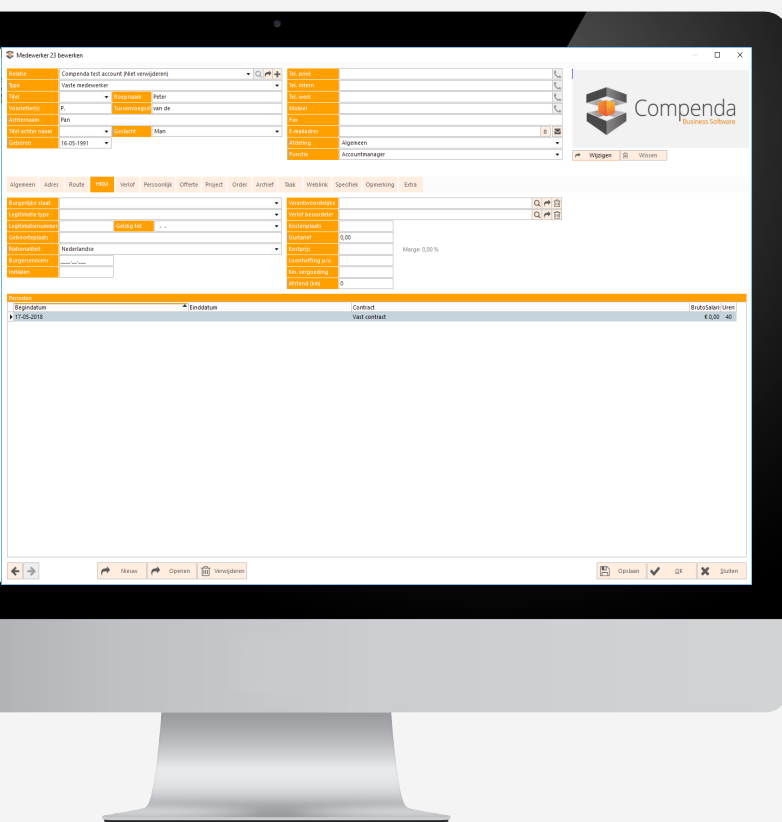 Medewerker 23 bewerken
Relatie Compenda test account (Niet verwijderen) Tel. privé
Type Vaste medewerker Tel. intern
Titel Roepnaam Peter Tel. werk
Voorletter(s) P. Tussenvoegsel van de Mobiel
Achternaam Pan Fax
Titel achter naam Geslacht Man E-mailadres
Geboren 16-05-1991 Afdeling Algemeen
Functie Accountmanager
Compenda
Business Software
Wijzigen Wissen
Algemeen Adres Route HRM Verlof Persoonlijk Offerte Project Order Archief Taak Weblink Specifiek Opmerking Extra
Burgerlijke staat Verantwoordelijke
Legitimatie type Verlof beoordeler
Legitimatienummer Geldig tot - - Kostenplaats
Geboorteplaats Uurtarief 0,00
Nationaliteit Nederlandse Kostprijs Marge: 0,00 %
Burgerservicenr Loonheffing p/u
Initialen Km. vergoeding
Afstand (km) 0
Perioden
Begindatum Einddatum Contract BrutoSalari Uren
17-05-2018 Vast contract € 0,00 40
Nieuw Openen Verwijderen Opslaan OK Sluiten